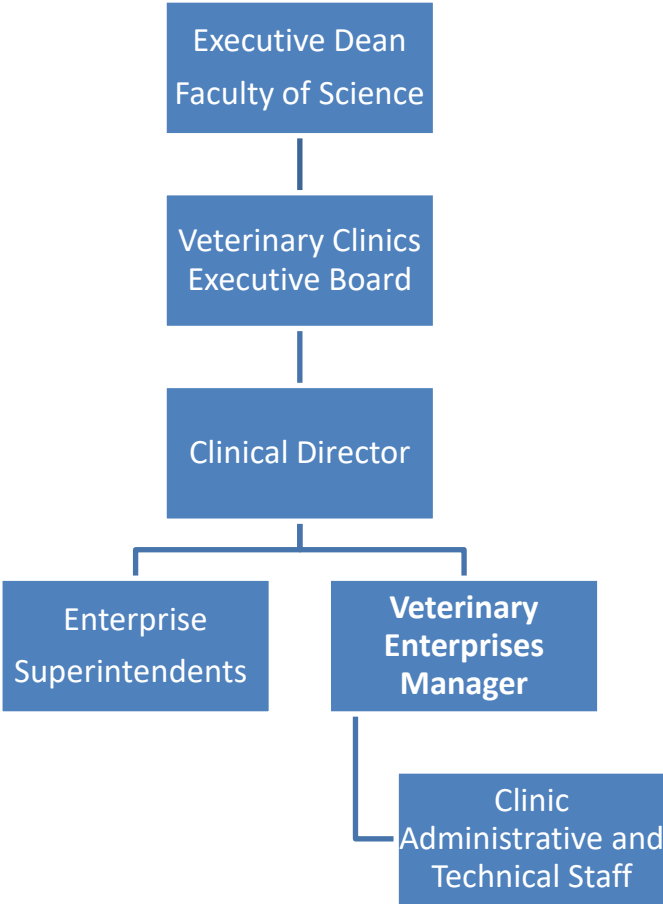 Executive Dean
Faculty of Science
Veterinary Clinics
Executive Board
Clinical Director
Enterprise
Superintendents
Veterinary
Enterprises
Manager
Clinic
Administrative and
Technical Staff